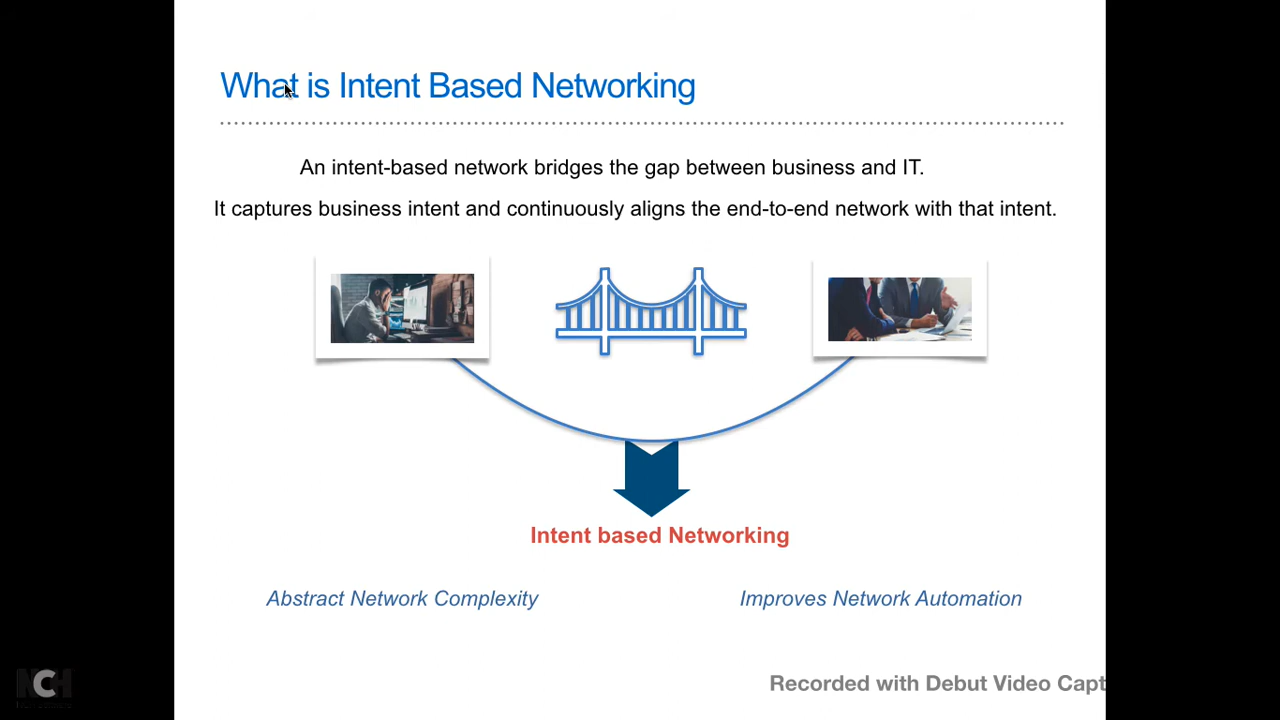 What is Intent Based Networking
An intent-based network bridges the gap between business and IT.
It captures business intent and continuously aligns the end-to-end network with that intent.
Intent based Networking
Abstract Network Complexity
Improves Network Automation
NCH
Recorded with Debut Video Capt